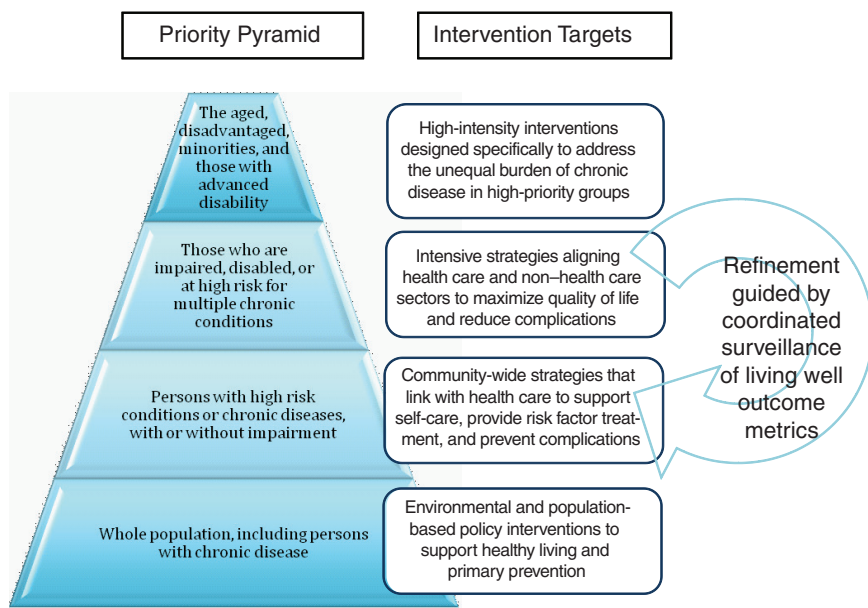 Priority Pyramid
Intervention Targets
The aged,
disadvantaged,
minorities, and
those with
advanced
disability
High-intensity interventions
designed specifically to address
the unequal burden of chronic
disease in high-priority groups
Those who are
impaired, disabled, or
at high risk for
multiple chronic
conditions
Intensive strategies aligning
health care and non–health care
sectors to maximize quality of life
and reduce complications
Persons with high risk
conditions or chronic diseases,
with or without impairment
Community-wide strategies that
link with health care to support
self-care, provide risk factor treat-
ment, and prevent complications
Whole population, including persons
with chronic disease
Environmental and population-
based policy interventions to
support healthy living and
primary prevention
Refinement
guided by
coordinated
surveillance
of living well
outcome
metrics